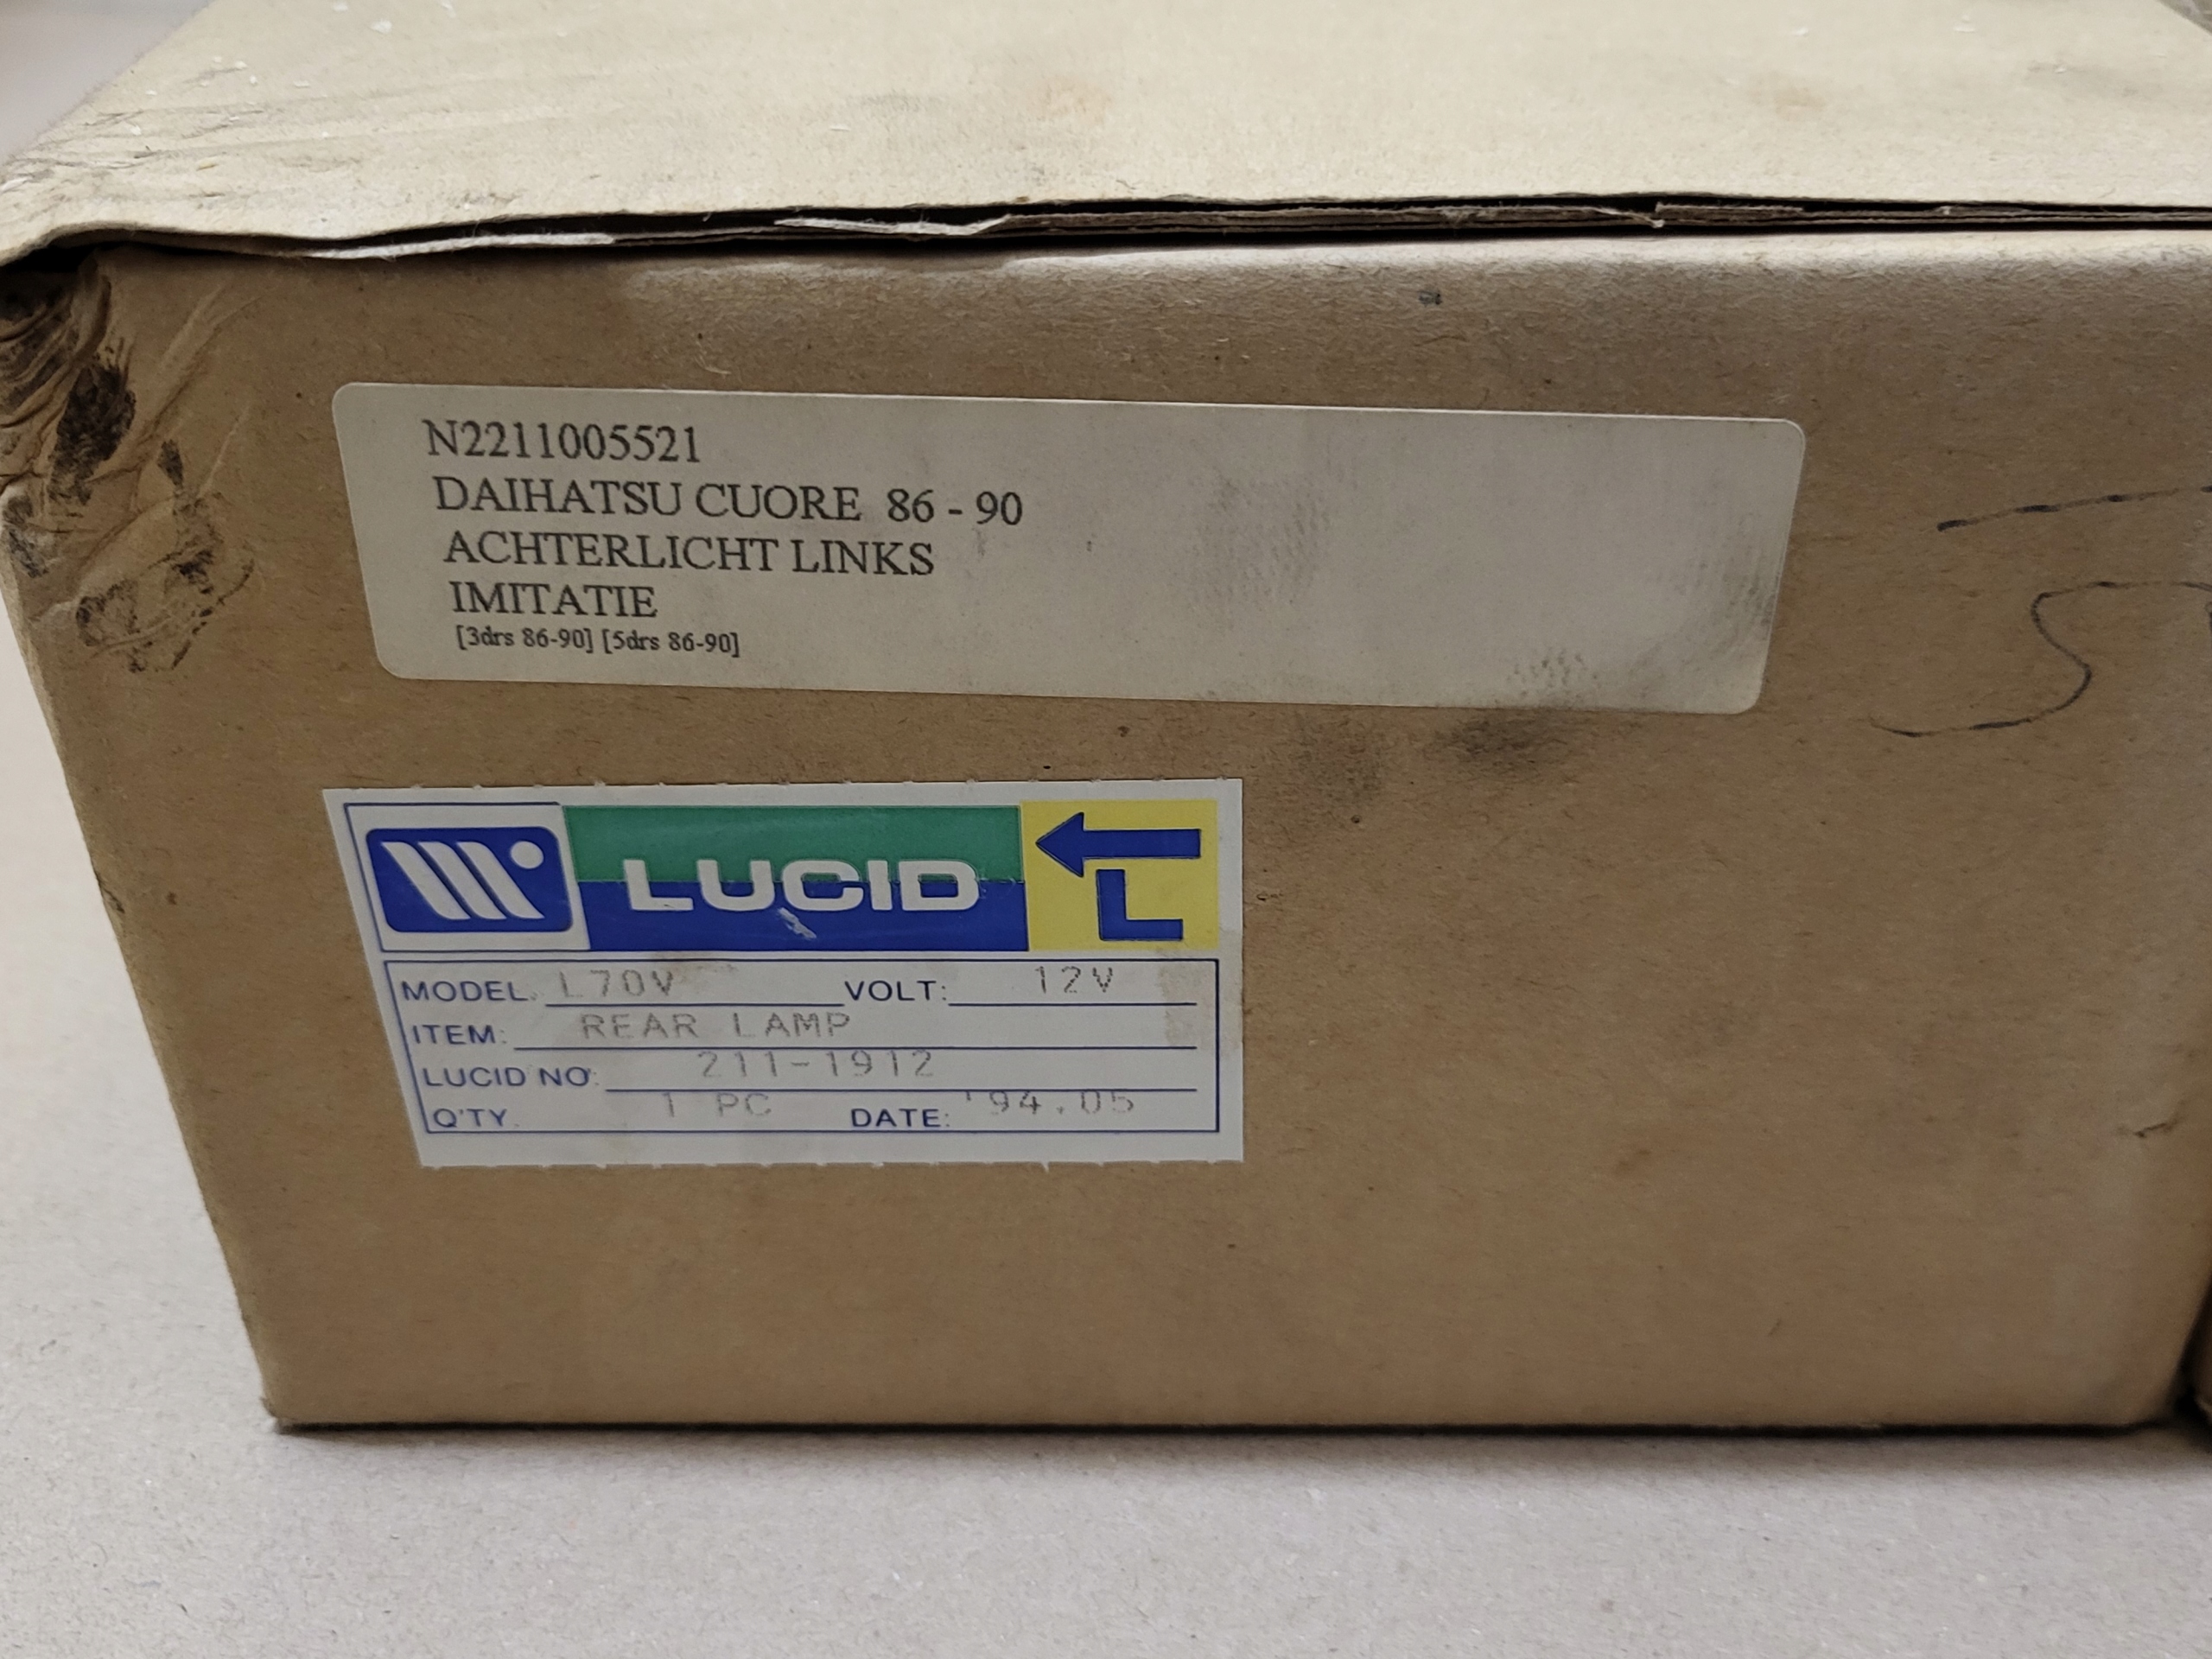 N2211005521
DAIHATSU CUORE 86 - 90
ACHTERLICHT LINKS
IMITATIE
[3drs 86-90] [5drs 86-90]
5
LUCID L
MODEL: L70V VOLT: 12V
ITEM: REAR LAMP
LUCID NO: 211-1912
Q'TY 1 PC DATE: '94.05